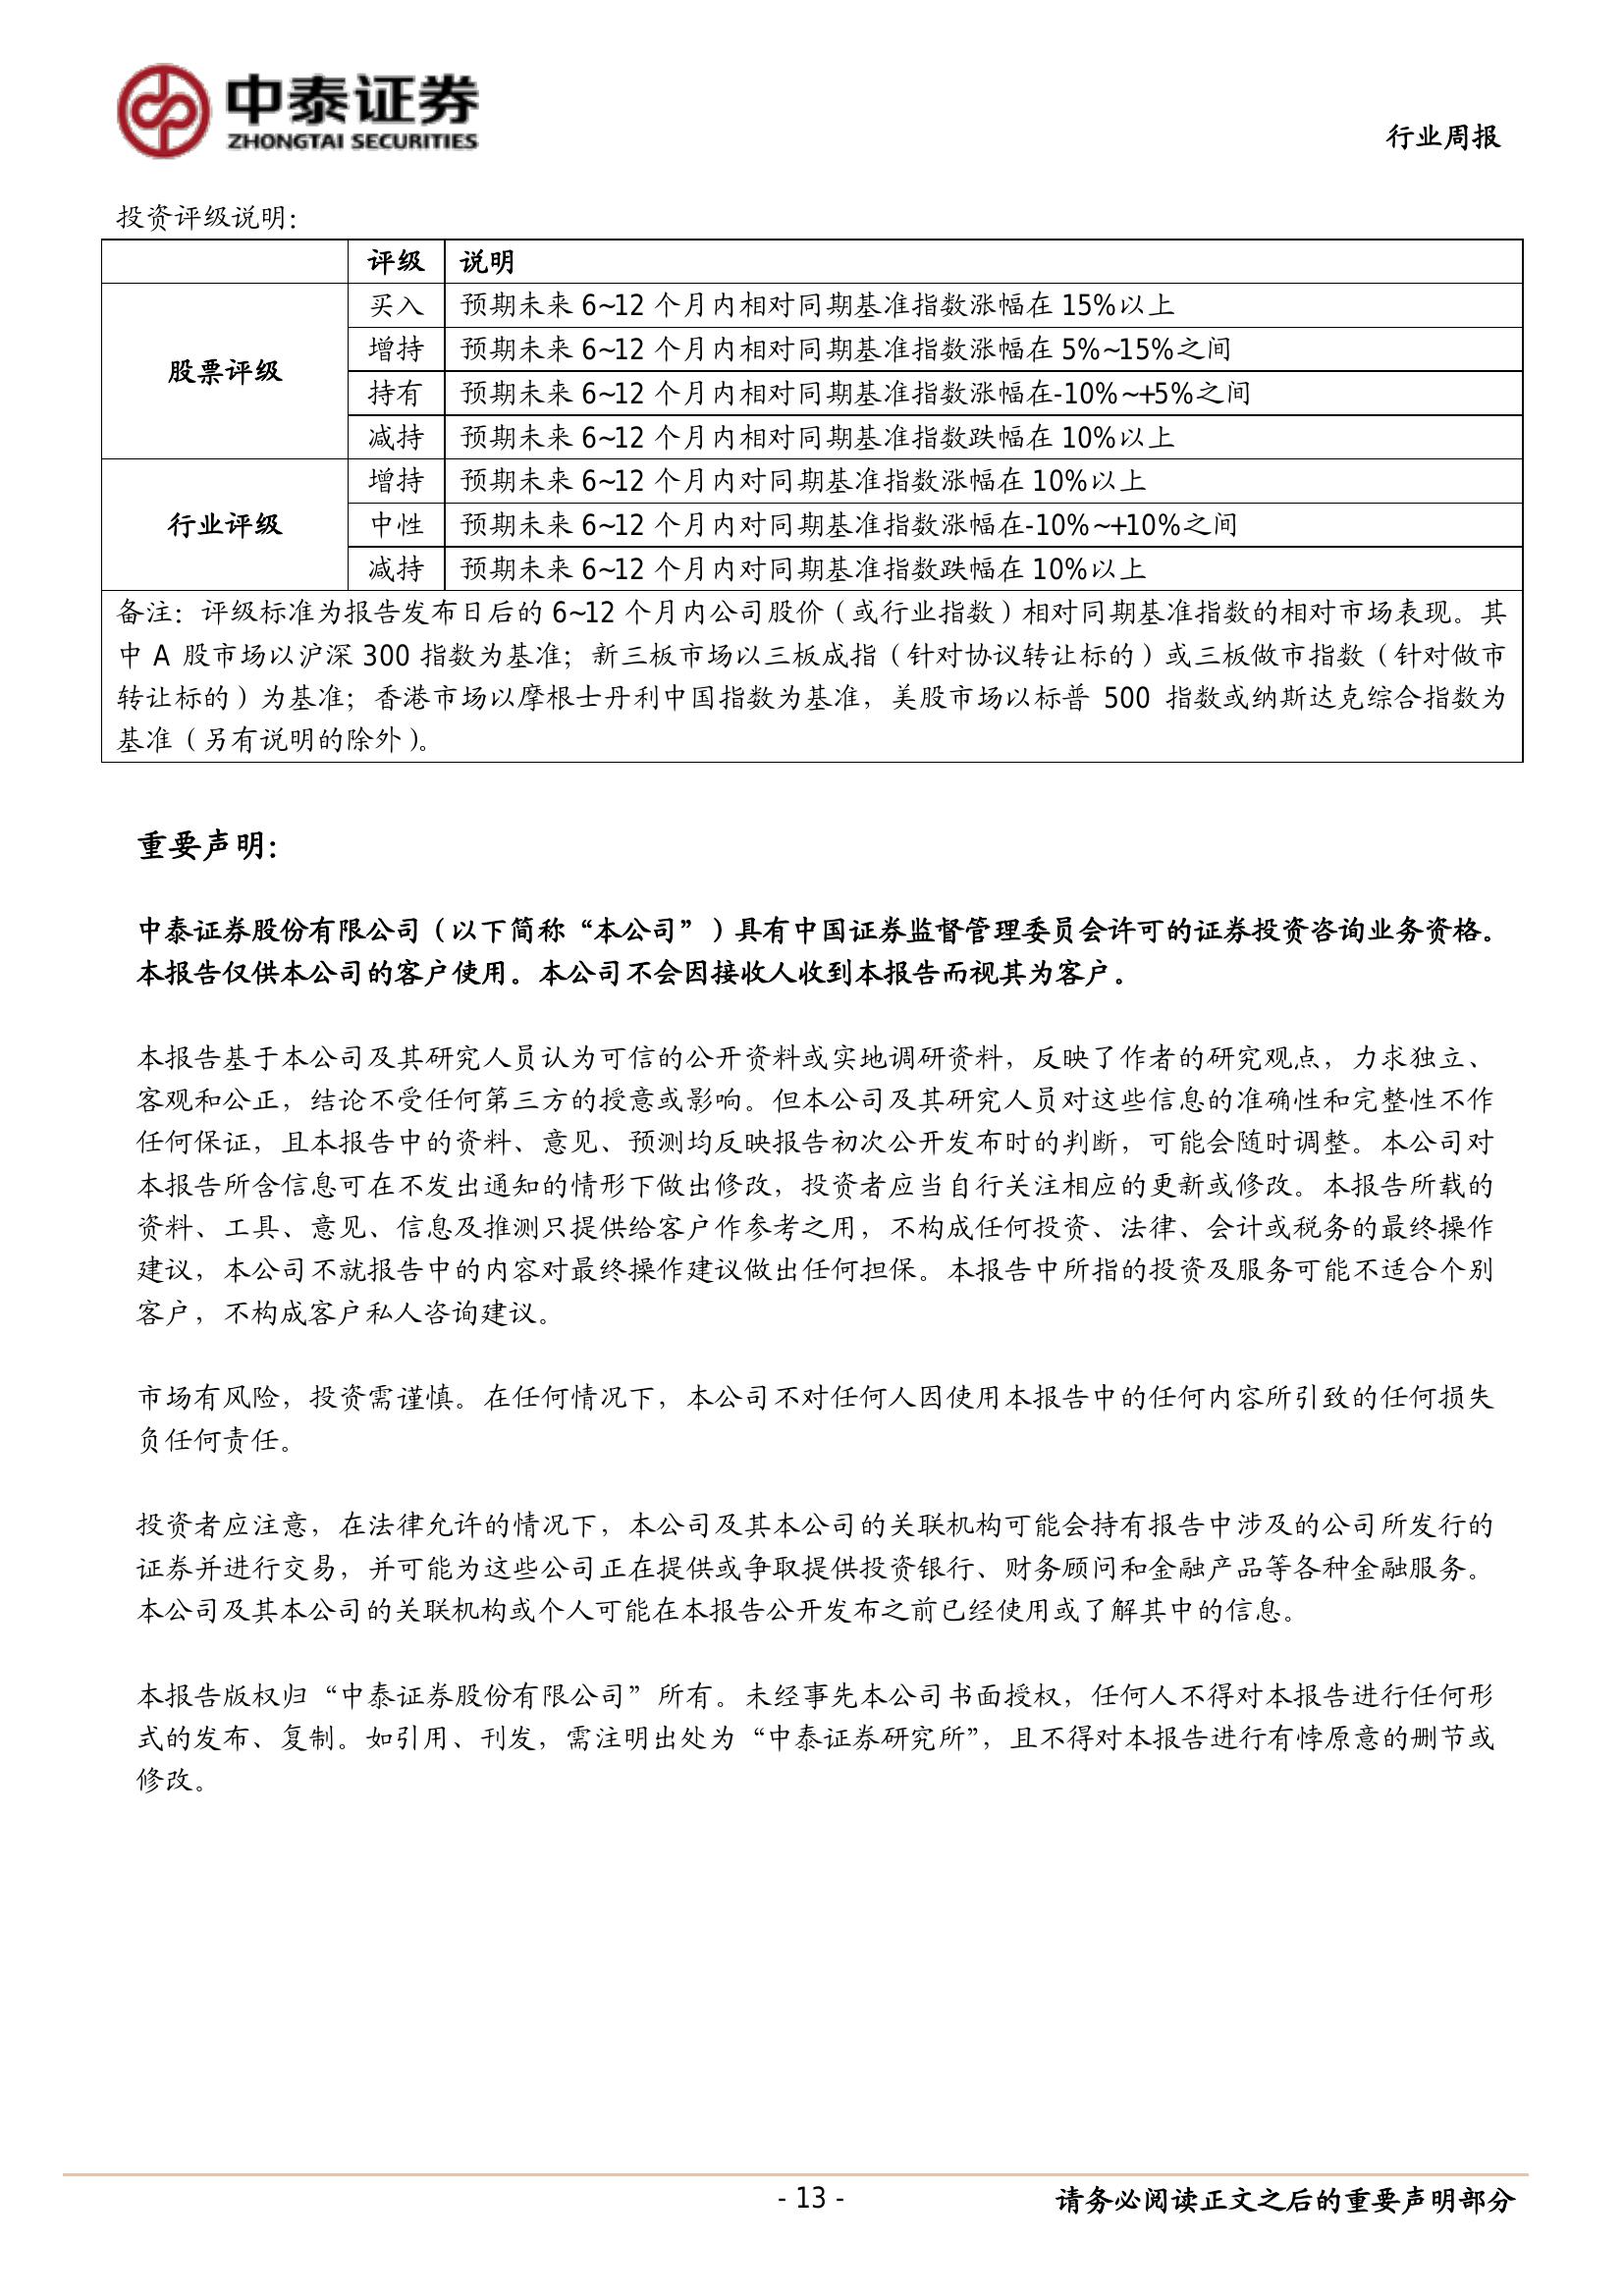 中泰证券
ZHONGTAI SECURITIES
行业周报
投资评级说明：
评级 说明
股票评级
买入 预期未来 6~12 个月内相对同期基准指数涨幅在 15%以上
增持 预期未来 6~12 个月内相对同期基准指数涨幅在 5%~15%之间
持有 预期未来 6~12 个月内相对同期基准指数涨幅在-10%~+5%之间
减持 预期未来 6~12 个月内相对同期基准指数跌幅在 10%以上
行业评级
增持 预期未来 6~12 个月内对同期基准指数涨幅在 10%以上
中性 预期未来 6~12 个月内对同期基准指数涨幅在-10%~+10%之间
减持 预期未来 6~12 个月内对同期基准指数跌幅在 10%以上
备注：评级标准为报告发布日后的 6~12 个月内公司股价（或行业指数）相对同期基准指数的相对市场表现。其
中 A 股市场以沪深 300 指数为基准；新三板市场以三板成指（针对协议转让标的）或三板做市指数（针对做市
转让标的）为基准；香港市场以摩根士丹利中国指数为基准，美股市场以标普 500 指数或纳斯达克综合指数为
基准（另有说明的除外）。
重要声明：
中泰证券股份有限公司（以下简称“本公司”）具有中国证券监督管理委员会许可的证券投资咨询业务资格。
本报告仅供本公司的客户使用。本公司不会因接收人收到本报告而视其为客户。
本报告基于本公司及其研究人员认为可信的公开资料或实地调研资料，反映了作者的研究观点，力求独立、
客观和公正，结论不受任何第三方的授意或影响。但本公司及其研究人员对这些信息的准确性和完整性不作
任何保证，且本报告中的资料、意见、预测均反映报告初次公开发布时的判断，可能会随时调整。本公司对
本报告所含信息可在不发出通知的情形下做出修改，投资者应当自行关注相应的更新或修改。本报告所载的
资料、工具、意见、信息及推测只提供给客户作参考之用，不构成任何投资、法律、会计或税务的最终操作
建议，本公司不就报告中的内容对最终操作建议做出任何担保。本报告中所指的投资及服务可能不适合个别
客户，不构成客户私人咨询建议。
市场有风险，投资需谨慎。在任何情况下，本公司不对任何人因使用本报告中的任何内容所引致的任何损失
负任何责任。
投资者应注意，在法律允许的情况下，本公司及其本公司的关联机构可能会持有报告中涉及的公司所发行的
证券并进行交易，并可能为这些公司正在提供或争取提供投资银行、财务顾问和金融产品等各种金融服务。
本公司及其本公司的关联机构或个人可能在本报告公开发布之前已经使用或了解其中的信息。
本报告版权归“中泰证券股份有限公司”所有。未经事先本公司书面授权，任何人不得对本报告进行任何形
式的发布、复制。如引用、刊发，需注明出处为“中泰证券研究所”，且不得对本报告进行有悖原意的删节或
修改。
- 13 -
请务必阅读正文之后的重要声明部分